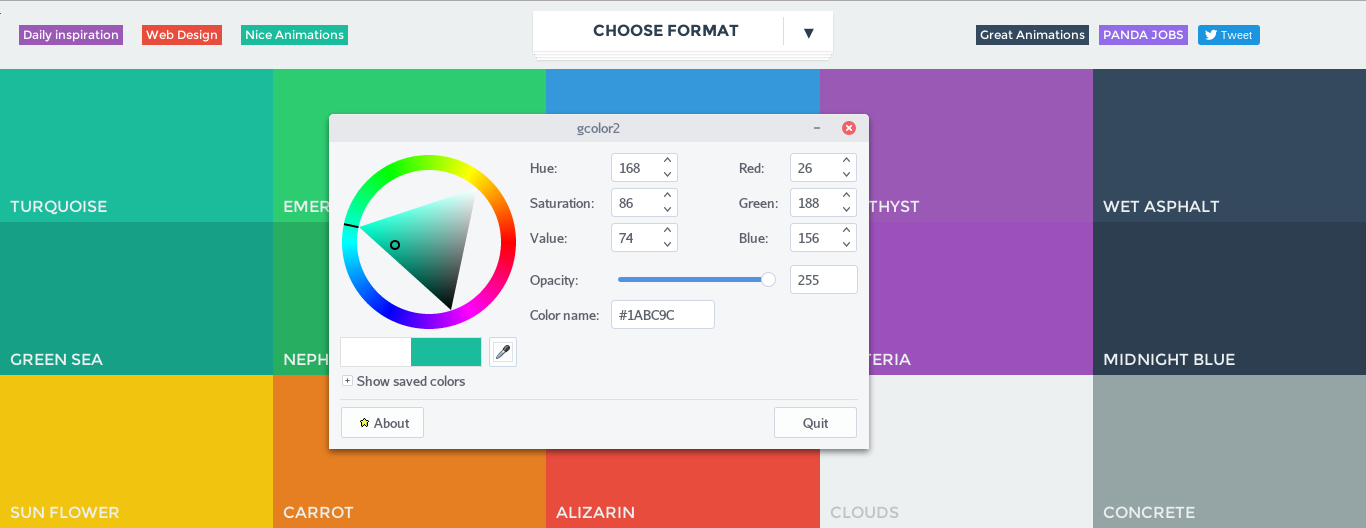 Daily inspiration Web Design Nice Animations CHOOSE FORMAT ▼ Great Animations PANDA JOBS Tweet
gcolor2
Hue: 168 Red: 26
Saturation: 86 Green: 188
Value: 74 Blue: 156
Opacity: 255
Color name: #1ABC9C
Show saved colors
About Quit
TURQUOISE EMER THYST WET ASPHALT
GREEN SEA NEPH TERIA MIDNIGHT BLUE
SUN FLOWER CARROT ALIZARIN CLOUDS CONCRETE